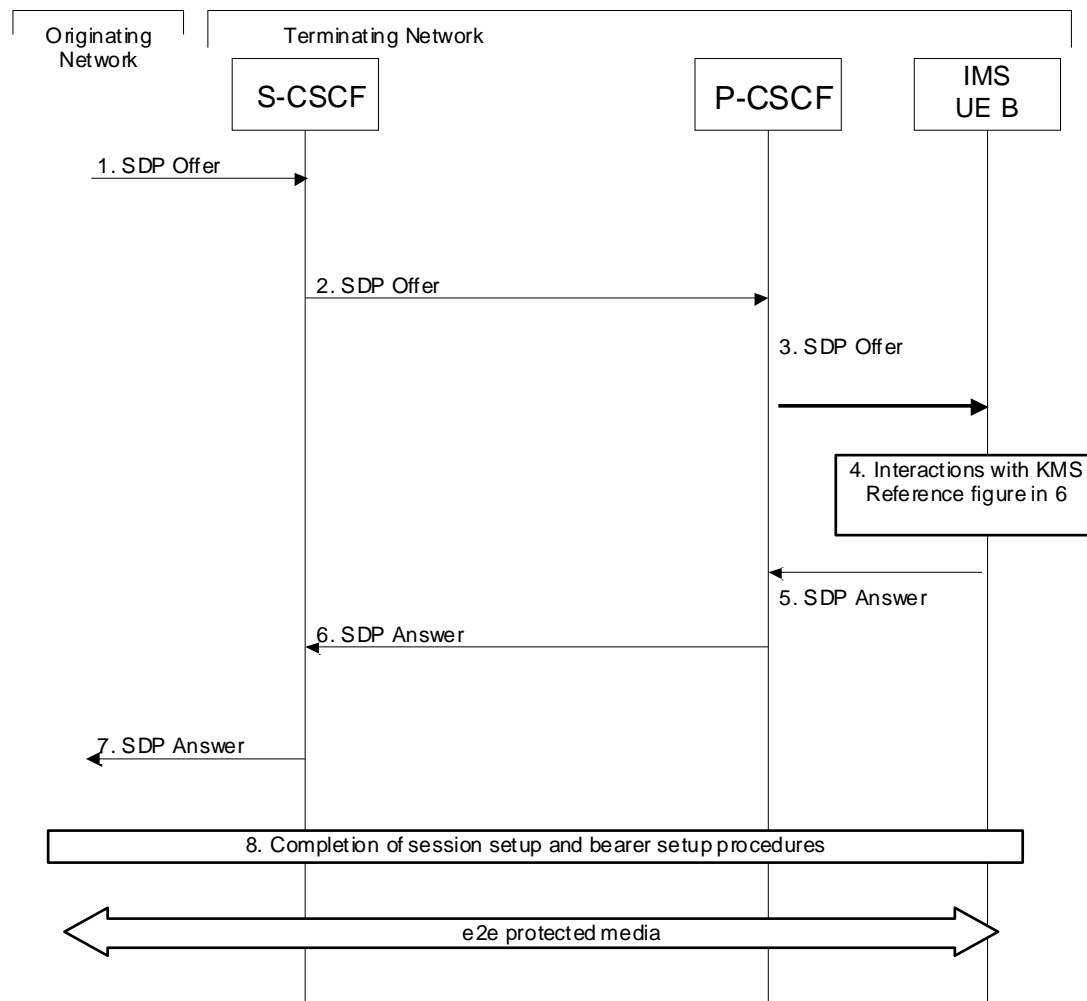 Originating
Network
Terminating Network
S-CSCF
P-CSCF
IMS
UE B
1. SDP Offer
2. SDP Offer
3. SDP Offer
4. Interactions with KMS
Reference figure in 6
5. SDP Answer
6. SDP Answer
7. SDP Answer
8. Completion of session setup and bearer setup procedures
e2e protected media